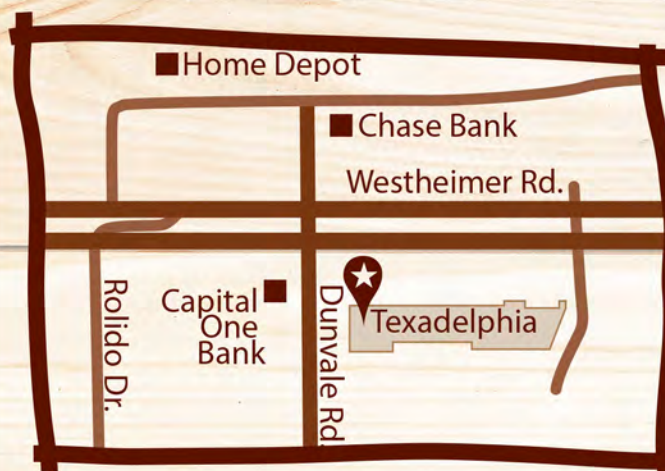 Home Depot
Chase Bank
Westheimer Rd.
Rolido Dr.
Capital
One
Bank
Dunvale Rd.
Texadelphia